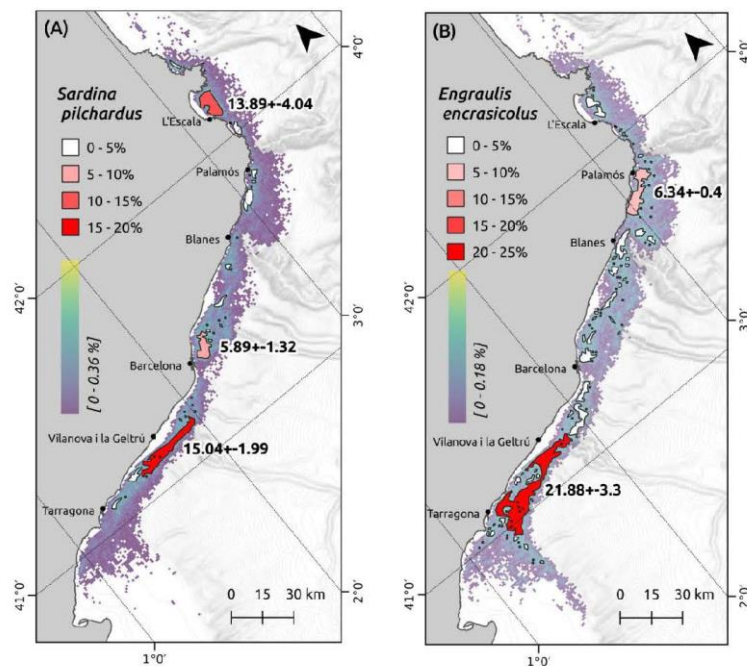 (A)
4°0'
Sardina
pilchardus
0 - 5%
5 - 10%
10 - 15%
15 - 20%
13.89+-4.04
L'Escala
Palamós
Blanes
42°0'
3°0'
[ 0 - 0.36 %]
5.89+-1.32
Barcelona
Vilanova i la Geltrú
15.04+-1.99
Tarragona
0 15 30 km
41°0'
2°0'
1°0'
(B)
4°0'
Engraulis
encrasicolus
0 - 5%
5 - 10%
10 - 15%
15 - 20%
20 - 25%
L'Escala
Palamós
6.34+-0.4
Blanes
42°0'
3°0'
[ 0 - 0.18 %]
Barcelona
Vilanova i la Geltrú
21.88+-3.3
Tarragona
0 15 30 km
41°0'
2°0'
1°0'